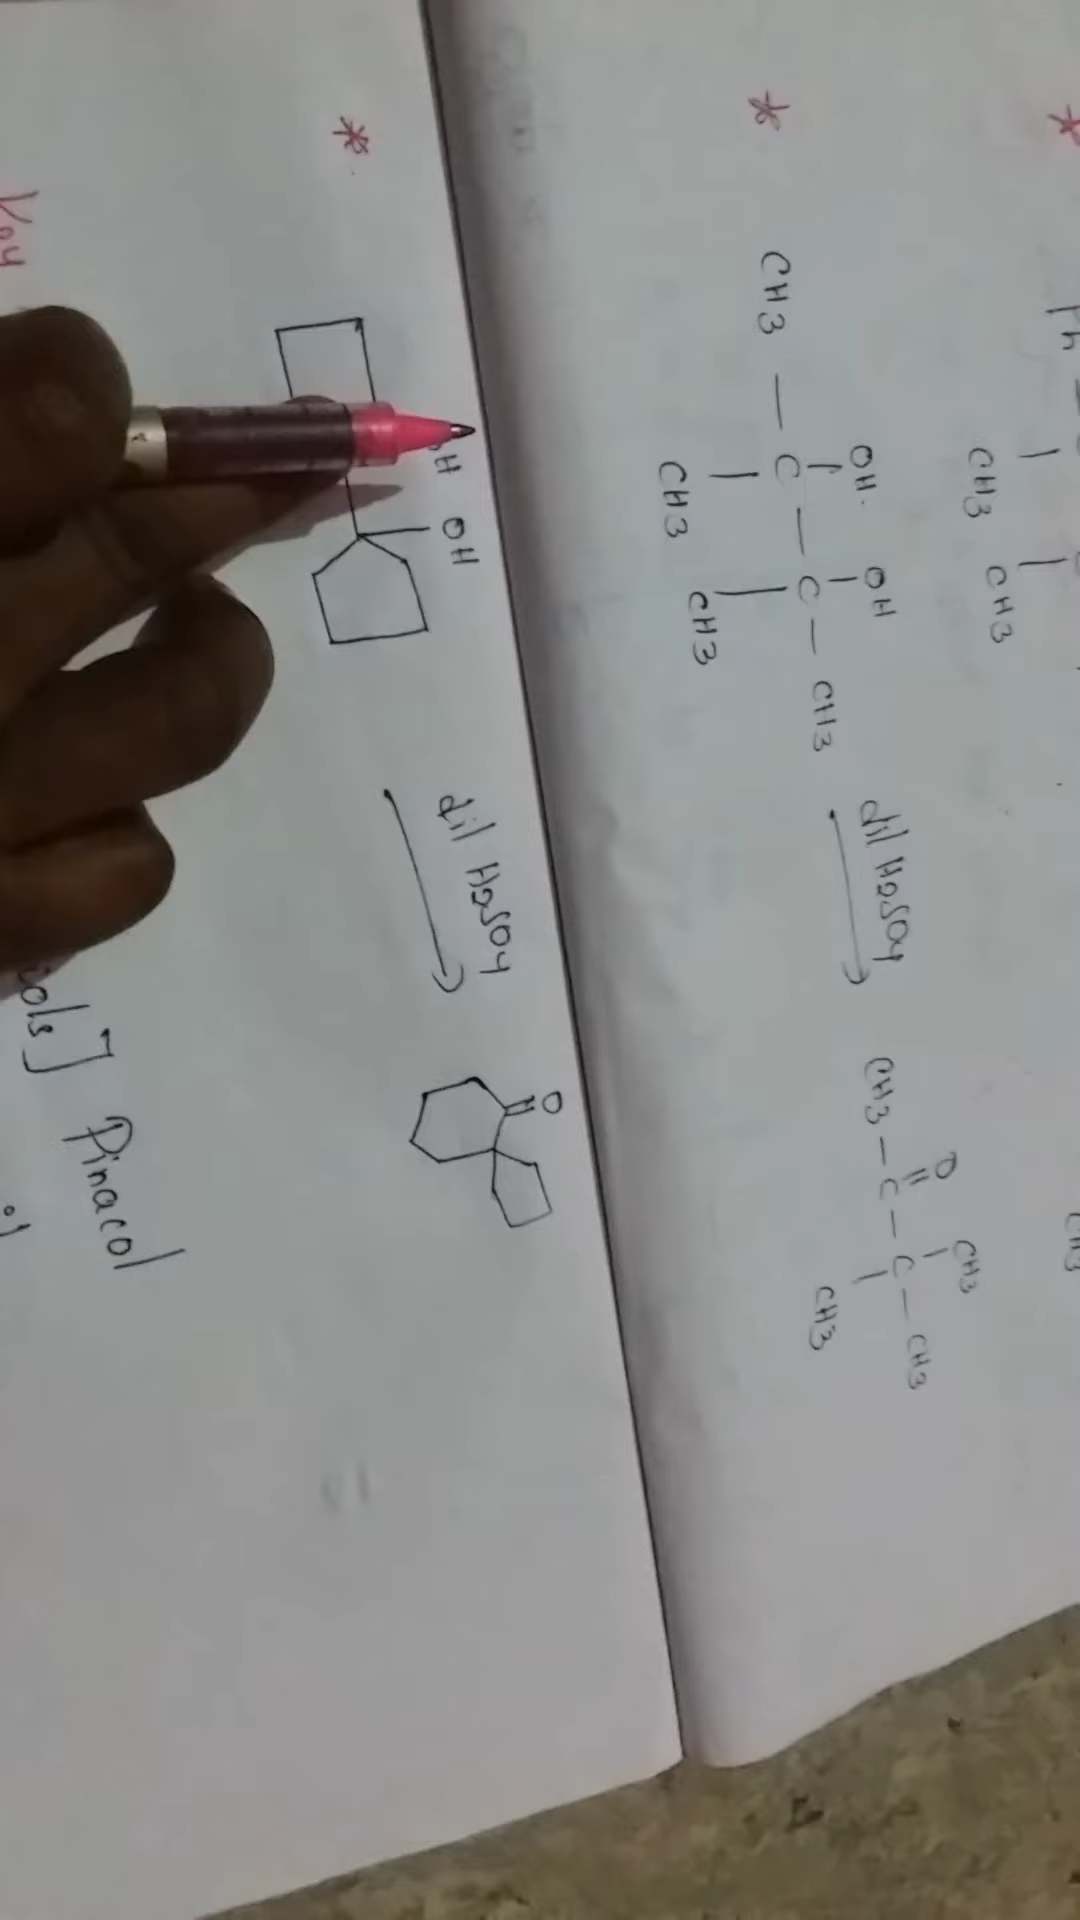 Ph
CH3 CH3
CH3
* OH. OH
CH3 — C — C — CH3
CH3 CH3
dil H2SO4
O CH3
CH3 — C — C — CH3
CH3
* H OH
dil H2SO4
O
ols] Pinacol